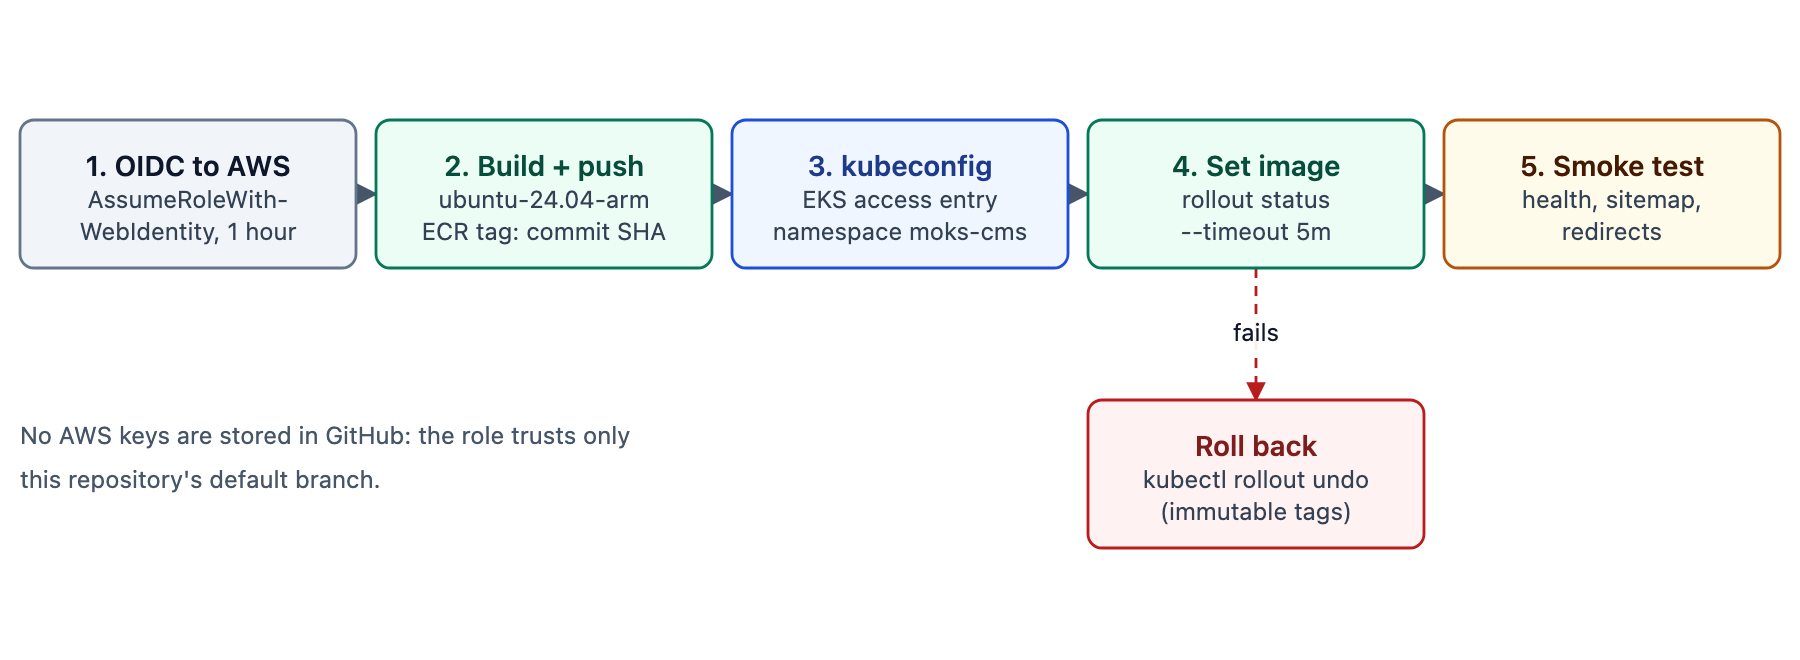 1. OIDC to AWS
AssumeRoleWith-
WebIdentity, 1 hour
2. Build + push
ubuntu-24.04-arm
ECR tag: commit SHA
3. kubeconfig
EKS access entry
namespace moks-cms
4. Set image
rollout status
--timeout 5m
5. Smoke test
health, sitemap,
redirects
fails
Roll back
kubectl rollout undo
(immutable tags)
No AWS keys are stored in GitHub: the role trusts only
this repository's default branch.